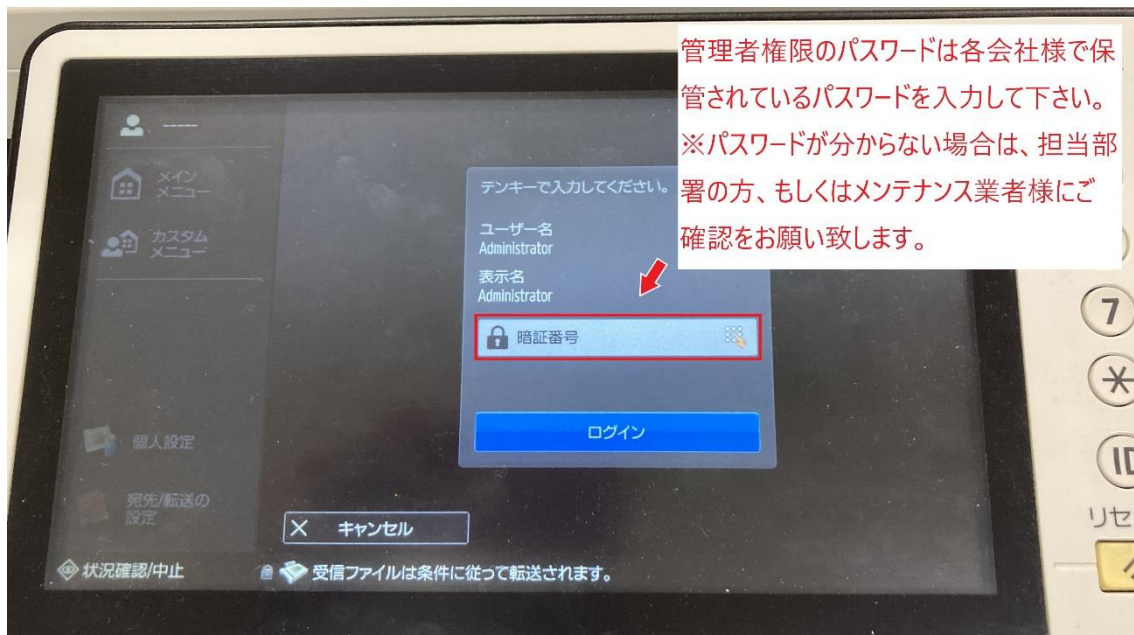 管理者権限のパスワードは各会社様で保
管されているパスワードを入力して下さい。
※パスワードが分からない場合は、担当部
署の方、もしくはメンテナンス業者様にご
確認をお願い致します。
----
メイン
メニュー
カスタム
メニュー
個人設定
宛先/転送の
設定
状況確認/中止
テンキーで入力してください。
ユーザー名
Administrator
表示名
Administrator
暗証番号
ログイン
× キャンセル
受信ファイルは条件に従って転送されます。
7
*
ID
リセ